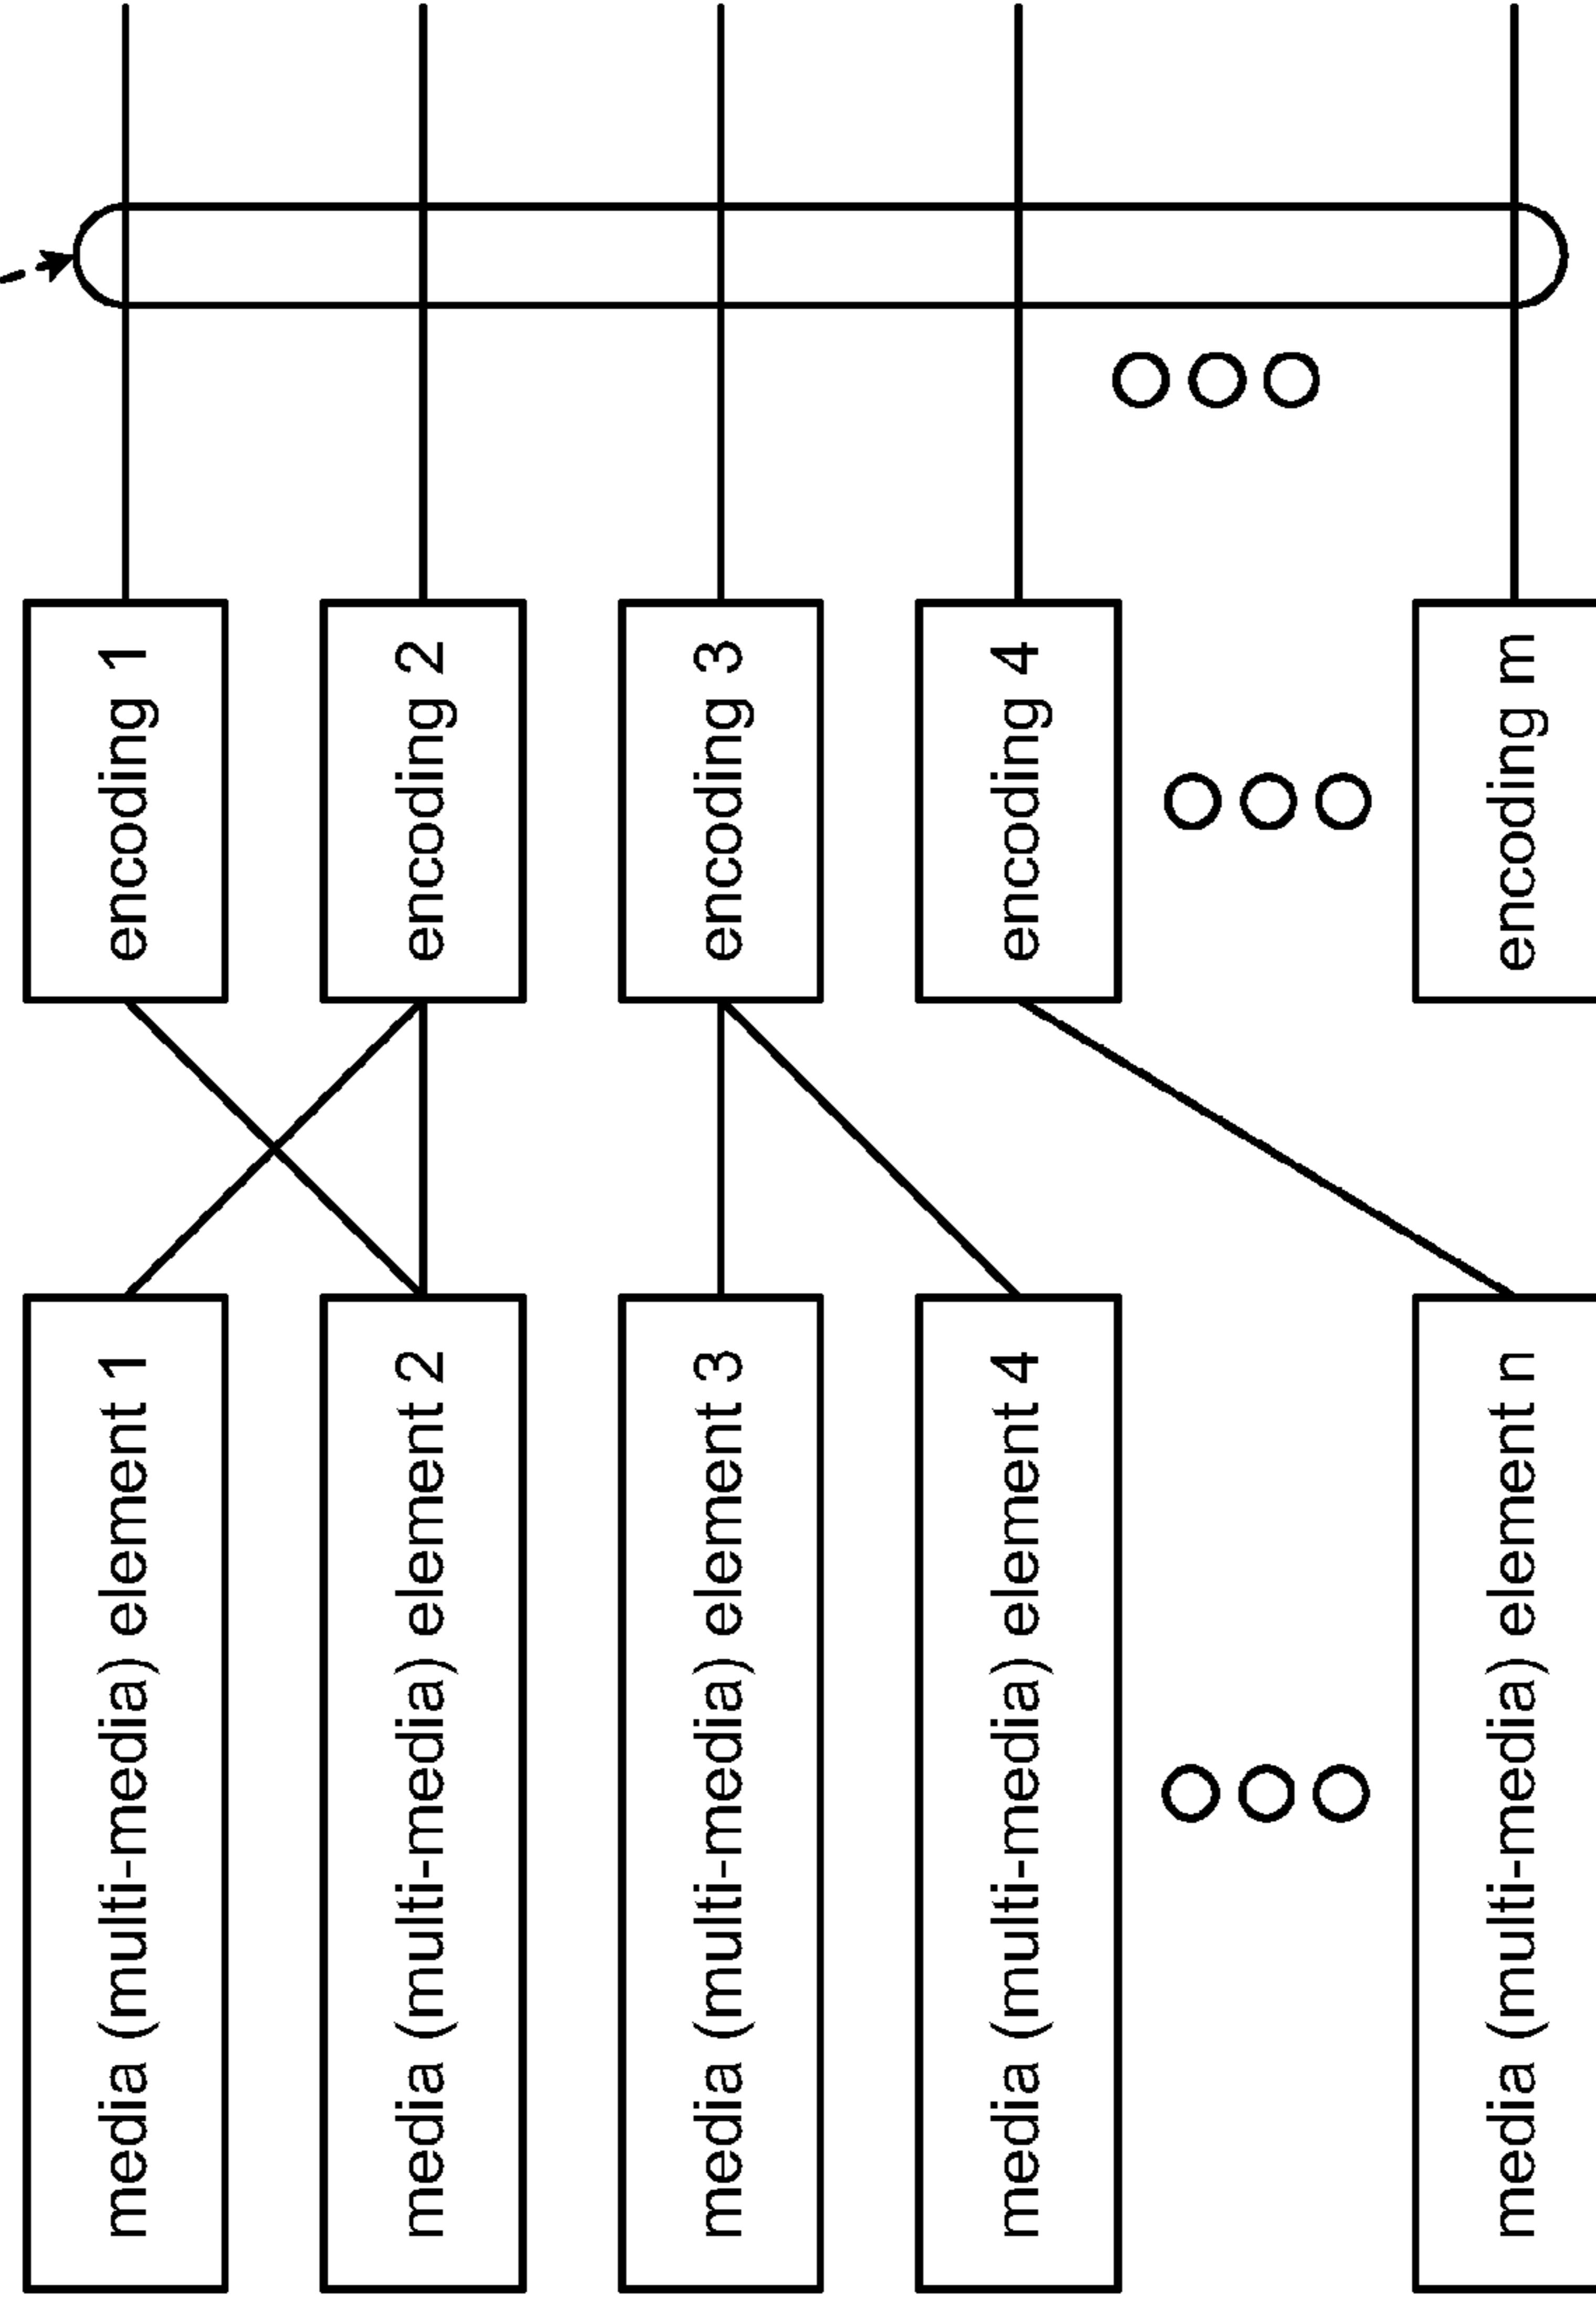 media (multi-media) element 1
media (multi-media) element 2
media (multi-media) element 3
media (multi-media) element 4
media (multi-media) element n
encoding 1
encoding 2
encoding 3
encoding 4
encoding m